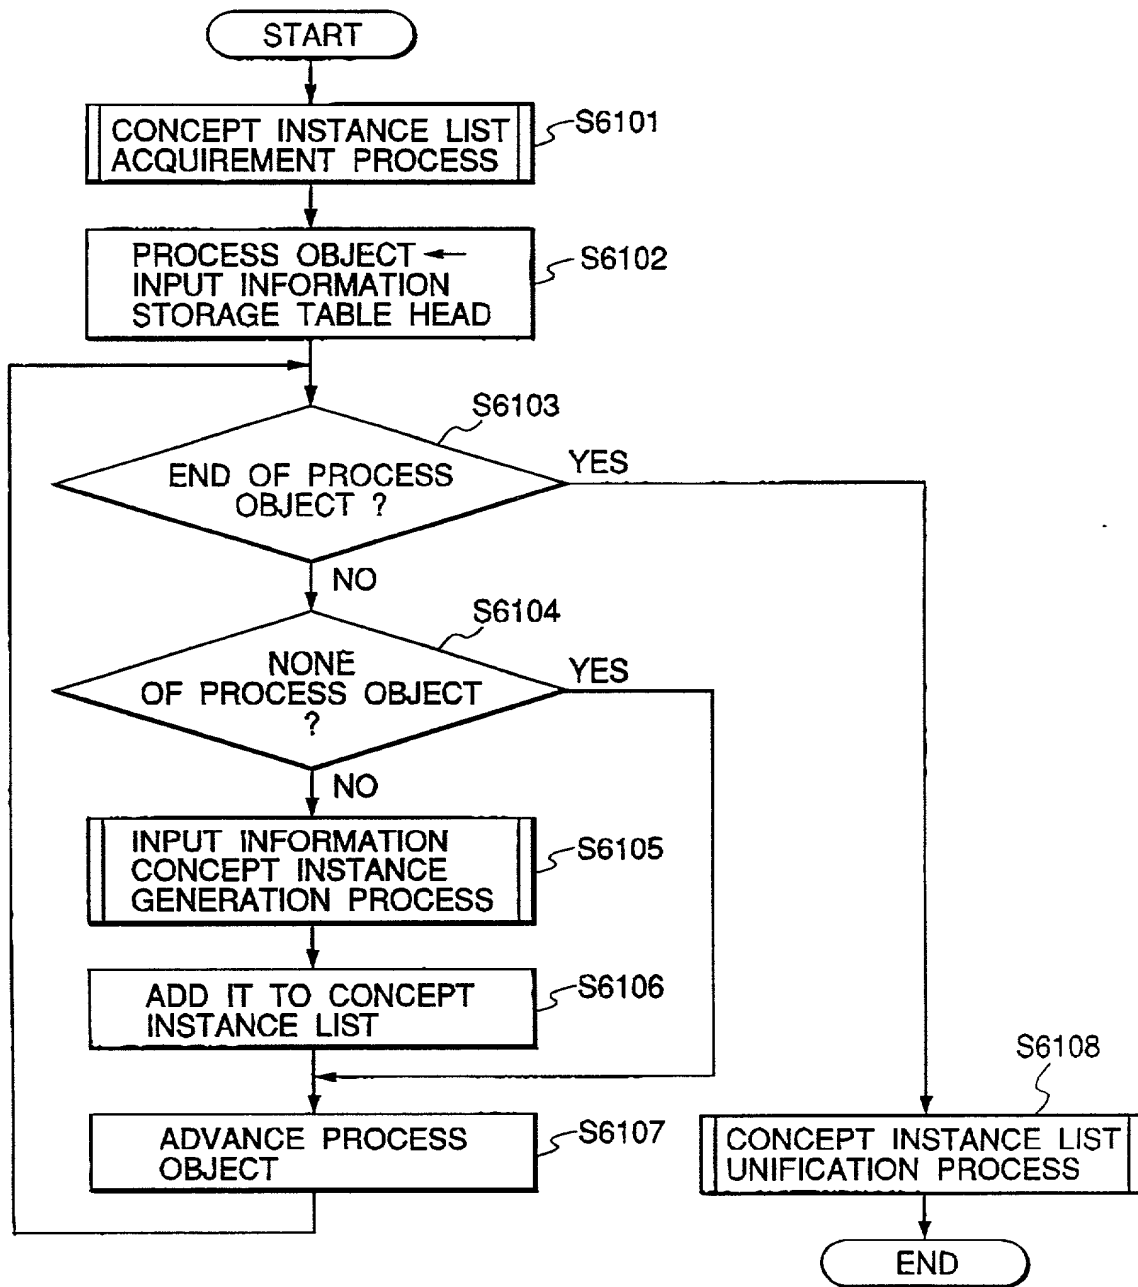 START
CONCEPT INSTANCE LIST
ACQUIREMENT PROCESS
S6101
PROCESS OBJECT ←
INPUT INFORMATION
STORAGE TABLE HEAD
S6102
S6103
END OF PROCESS
OBJECT ?
YES
NO
S6104
NONE
OF PROCESS OBJECT
?
YES
NO
INPUT INFORMATION
CONCEPT INSTANCE
GENERATION PROCESS
S6105
ADD IT TO CONCEPT
INSTANCE LIST
S6106
ADVANCE PROCESS
OBJECT
S6107
S6108
CONCEPT INSTANCE LIST
UNIFICATION PROCESS
END